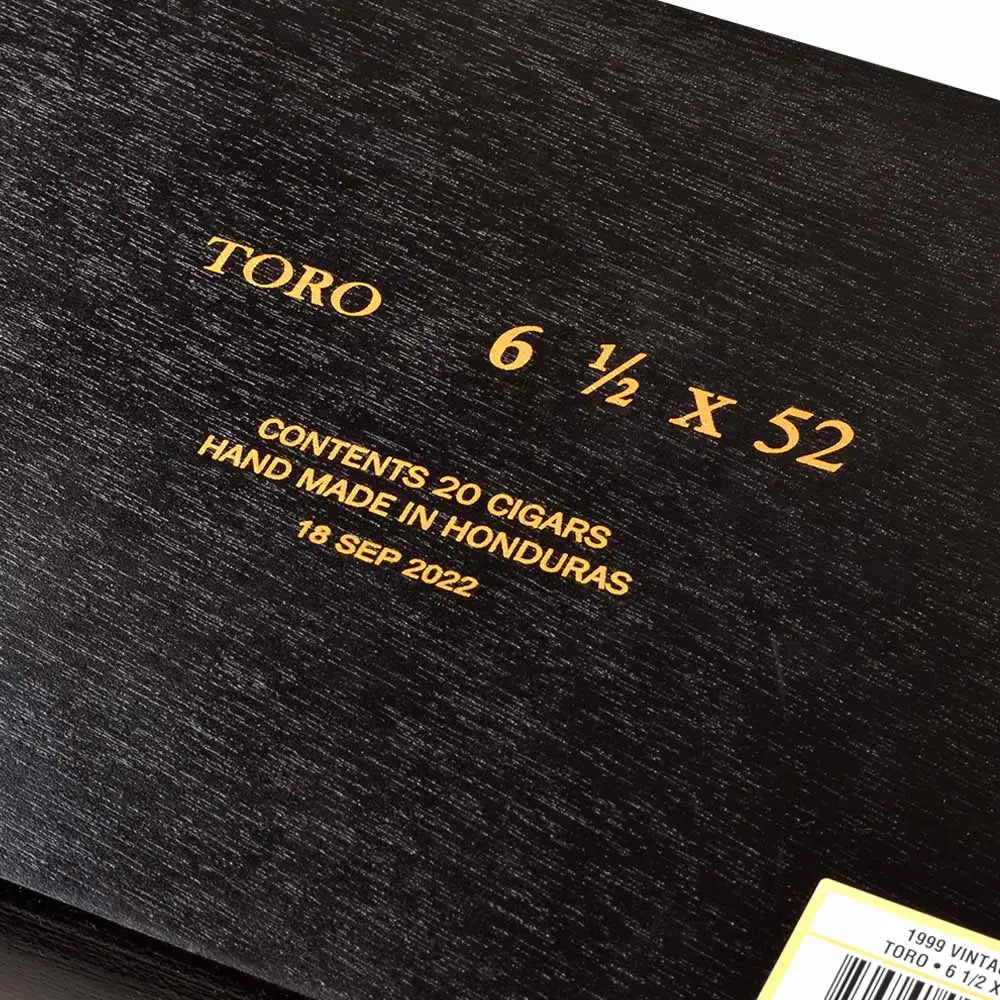 TORO 6 ½ X 52
CONTENTS 20 CIGARS
HAND MADE IN HONDURAS
18 SEP 2022
1999
TORO • 6 1/2 X